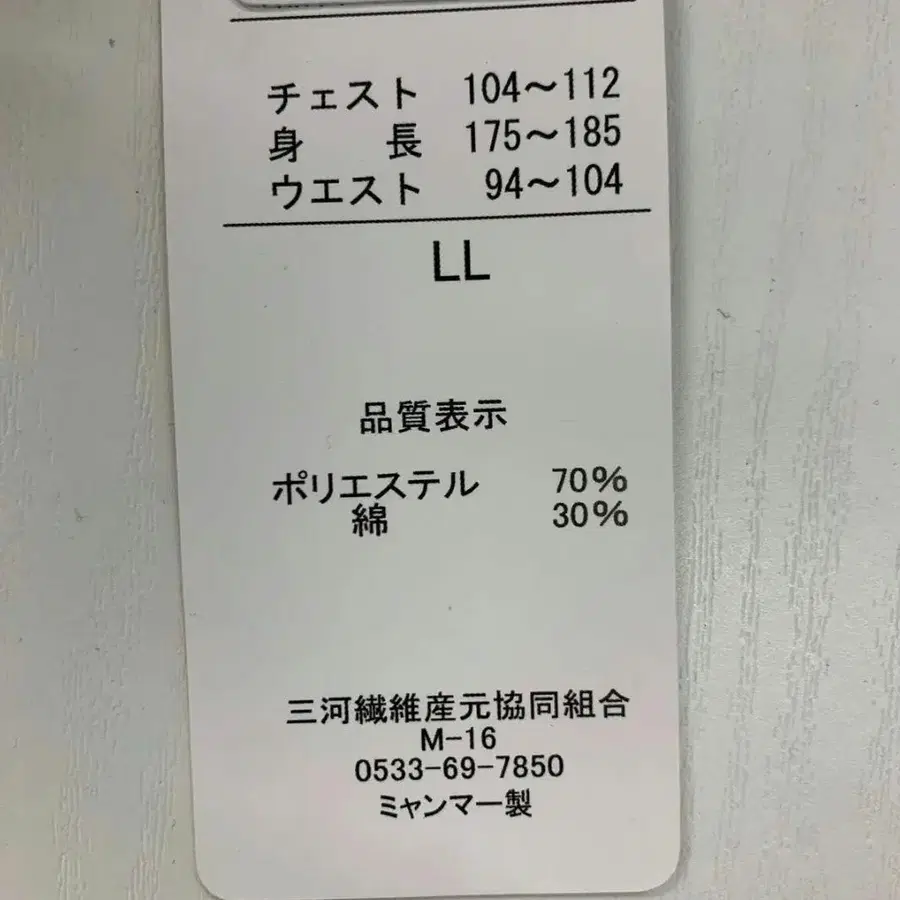 チェスト 104～112
身長 175～185
ウエスト 94～104
LL
品質表示
ポリエステル 70%
綿 30%
三河繊維産元協同組合
M-16
0533-69-7850
ミャンマー製